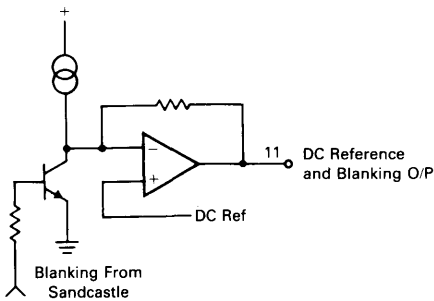 +
−
+
11
DC Reference
and Blanking O/P
DC Ref
Blanking From
Sandcastle